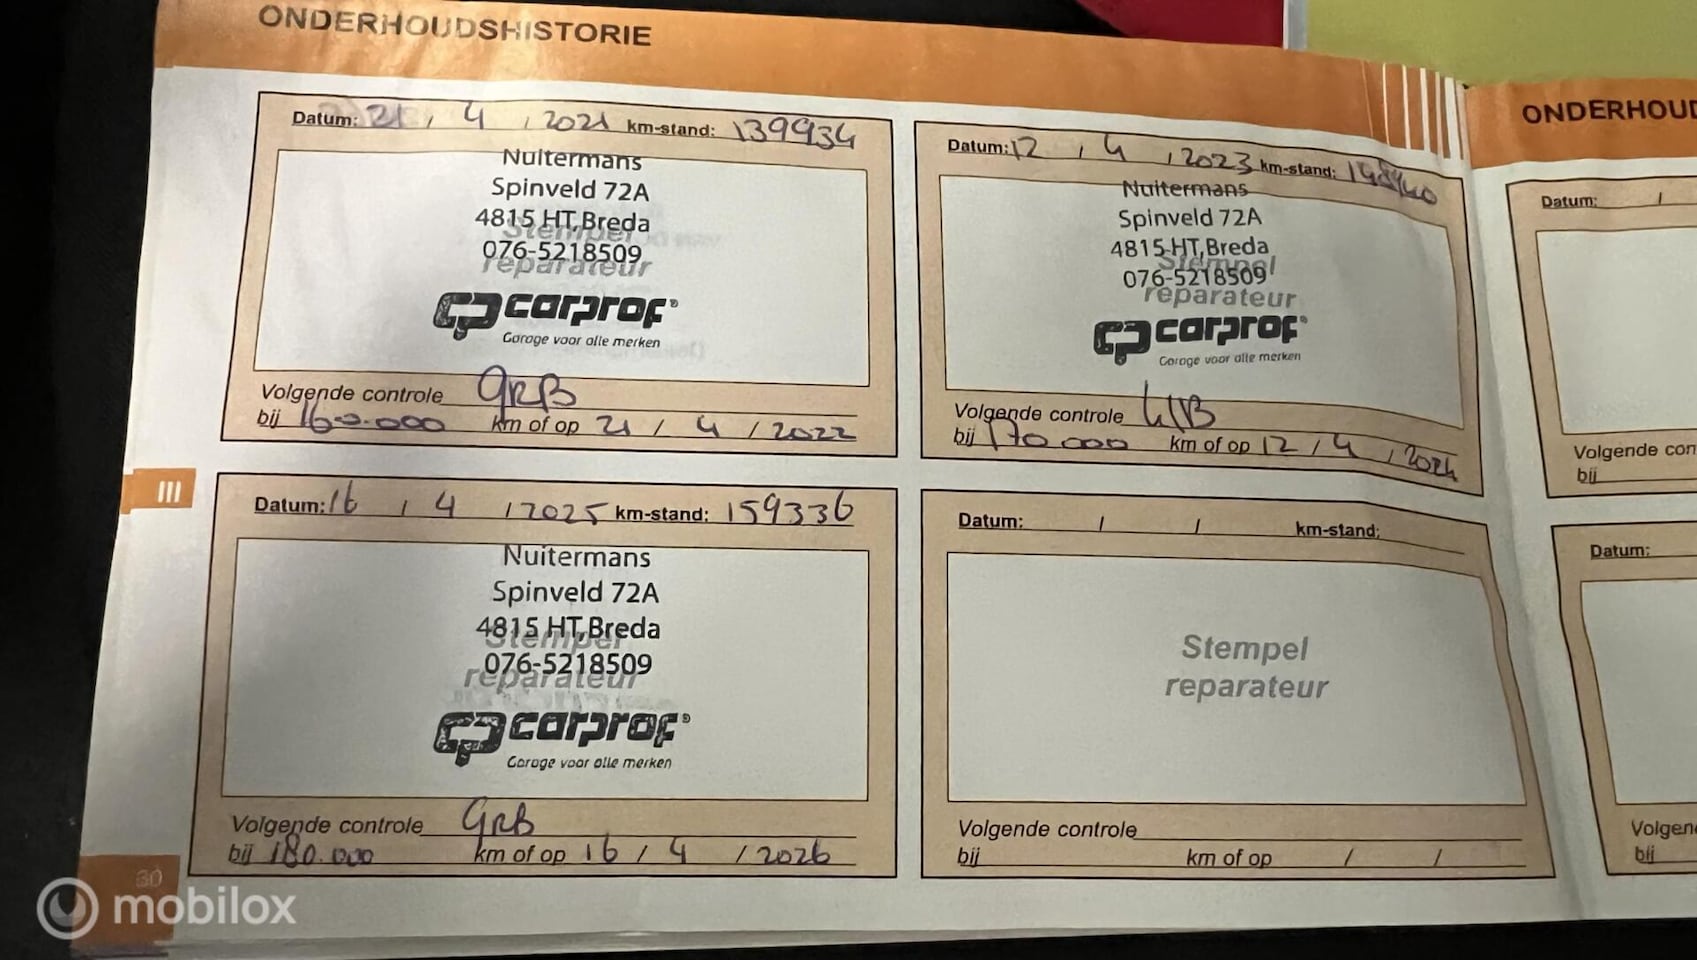 ONDERHOUDSHISTORIE
Datum: 21 / 4 / 2021 km-stand: 139934
Nuitermans
Spinveld 72A
4815 HT,Breda
076-5218509
Stempel
reparateur
carprof®
Garage voor alle merken
Volgende controle GRB
bij 160.000 km of op 21 / 4 / 2022
Datum: 12 / 4 / 2023 km-stand:
Nuitermans
Spinveld 72A
4815 HT,Breda
076-5218509
Stempel
reparateur
carprof®
Garage voor alle merken
Volgende controle
bij 170.000 km of op 12 / 4 / 2024
III
Datum: 16 / 4 / 2025 km-stand: 159336
Nuitermans
Spinveld 72A
4815 HT,Breda
076-5218509
Stempel
reparateur
carprof®
Garage voor alle merken
Volgende controle GRB
bij 180.000 km of op 16 / 4 / 2026
Datum: / / km-stand:
Stempel
reparateur
Volgende controle
bij km of op / /
30
ONDERHOUD
Datum: /
Volgende con
bij
Datum:
Volgen
bij
mobilox